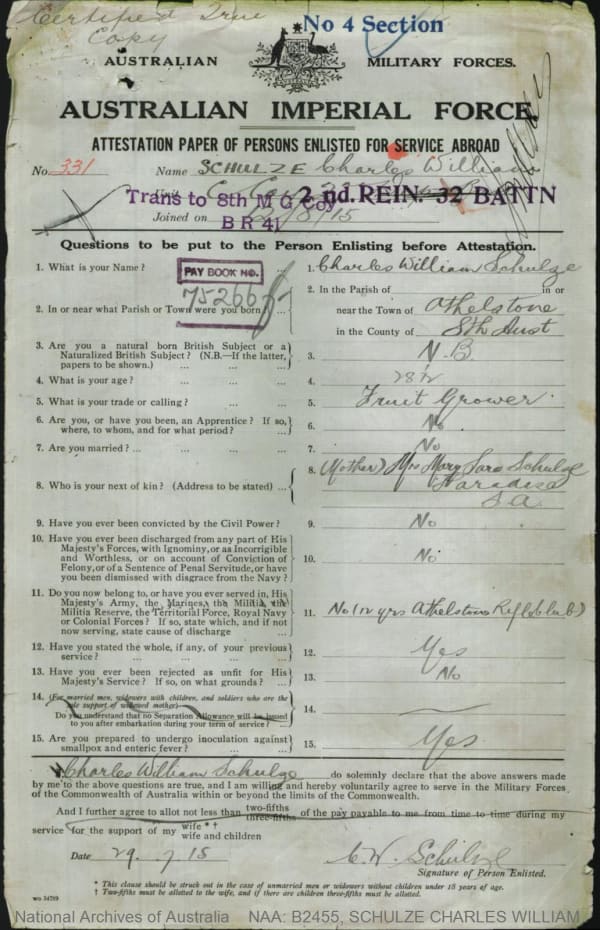 Certified True
Copy
No 4 Section
AUSTRALIAN MILITARY FORCES.
AUSTRALIAN IMPERIAL FORCE.
ATTESTATION PAPER OF PERSONS ENLISTED FOR SERVICE ABROAD
No. 331 Name SCHULZE Charles William
Unit
Trans to 8th M G Coy 2nd. REIN. 32 BATTN
Joined on /8/15
B R 41
Questions to be put to the Person Enlisting before Attestation.
1. What is your Name? ... 1. Charles William Schulze
PAY BOOK NO.
75266
2. In or near what Parish or Town were you born? ... 2. In the Parish of in or
near the Town of Athelstone
in the County of Sth Aust
3. Are you a natural born British Subject or a
Naturalized British Subject? (N.B.—If the latter,
papers to be shown.) ... ... ... 3. N.B.
4. What is your age? ... ... ... 4. 28
5. What is your trade or calling? ... ... 5. Fruit Grower
6. Are you, or have you been, an Apprentice? If so,
where, to whom, and for what period? ... 6. No
7. Are you married? ... ... ... ... 7. No
8. Who is your next of kin? (Address to be stated) ... 8. (Mother) Mrs Mary Sara Schulze
Paradise
S.A
9. Have you ever been convicted by the Civil Power? 9. No
10. Have you ever been discharged from any part of His
Majesty's Forces, with Ignominy, or as Incorrigible
and Worthless, or on account of Conviction of
Felony, or of a Sentence of Penal Servitude, or have
you been dismissed with disgrace from the Navy? 10. No
11. Do you now belong to, or have you ever served in, His
Majesty's Army, the Marines, the Militia, the
Militia Reserve, the Territorial Force, Royal Navy
or Colonial Forces? If so, state which, and if not
now serving, state cause of discharge ... 11. No yrs Athelstone Rifle Club)
12. Have you stated the whole, if any, of your previous
service? ... ... ... ... 12. Yes
13. Have you ever been rejected as unfit for His
Majesty's Service? If so, on what grounds? ... 13. No
14. (For married men, widowers with children, and soldiers who are the
sole support of widowed mother)—
Do you understand that no Separation Allowance will be issued
to you after embarkation during your term of service? ... 14.
15. Are you prepared to undergo inoculation against
smallpox and enteric fever? ... ... 15. Yes
I, Charles William Schulze do solemnly declare that the above answers made
by me to the above questions are true, and I am willing and hereby voluntarily agree to serve in the Military Forces
of the Commonwealth of Australia within or beyond the limits of the Commonwealth.
And I further agree to allot not less than two-fifths three-fifths of the pay payable to me from time to time during my
service for the support of my wife * † wife and children
Date 29.7.15 C.W. Schulze
Signature of Person Enlisted.
* This clause should be struck out in the case of unmarried men or widowers without children under 18 years of age.
† Two-fifths must be allotted to the wife, and if there are children three-fifths must be allotted.
National Archives of Australia NAA: B2455, SCHULZE CHARLES WILLIAM